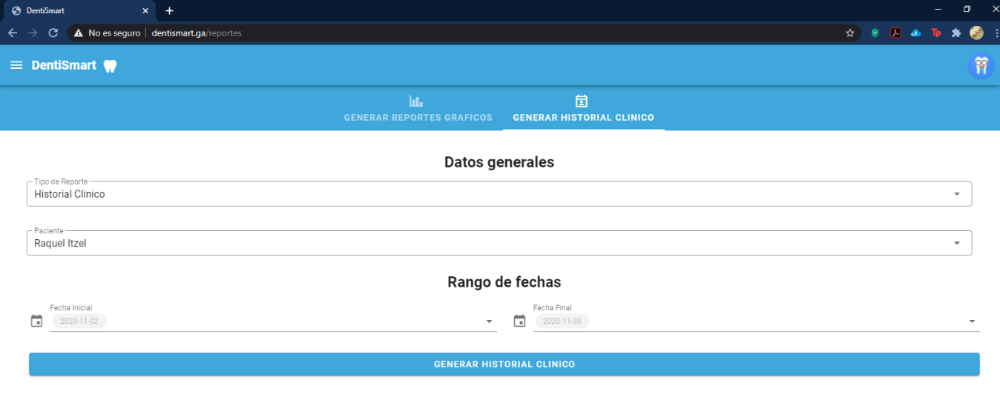 DentiSmart
No es seguro dentismart.ga/reportes
DentiSmart
GENERAR REPORTES GRAFICOS GENERAR HISTORIAL CLINICO
Datos generales
Tipo de Reporte
Historial Clinico
Paciente
Raquel Itzel
Rango de fechas
Fecha Inicial Fecha Final
2020-11-02 2020-11-30
GENERAR HISTORIAL CLINICO